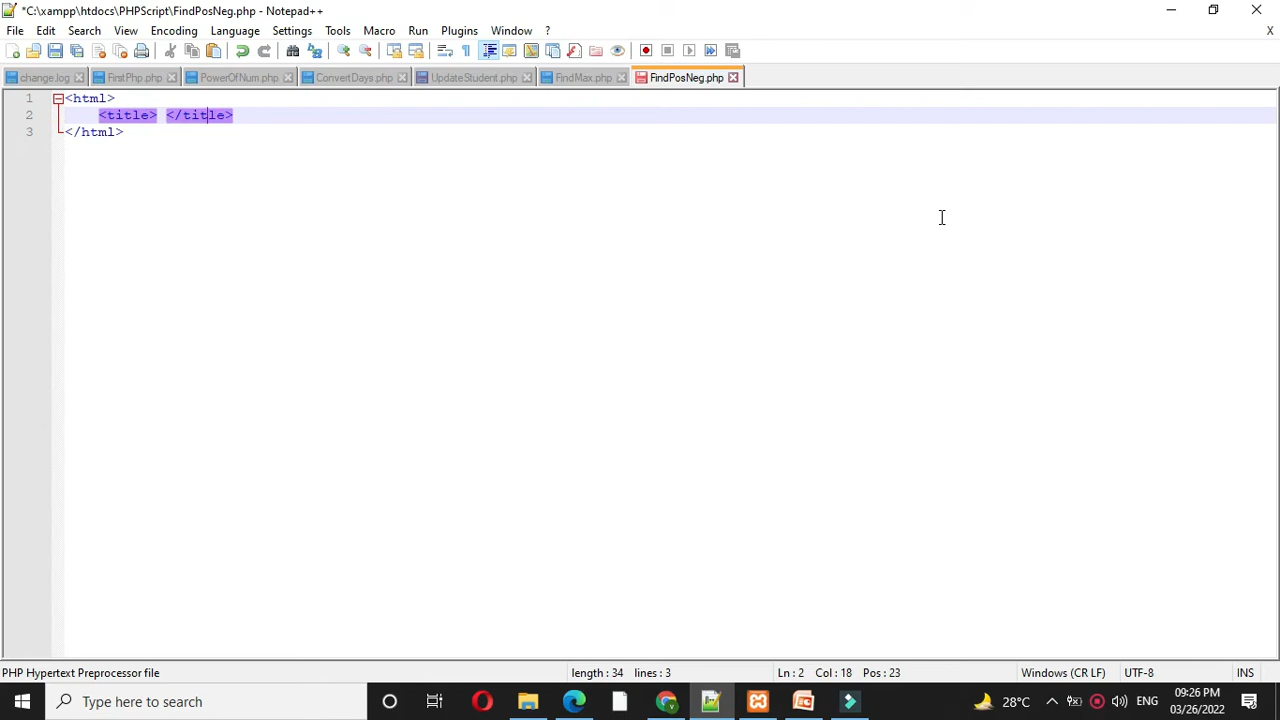 *C:\xampp\htdocs\PHPScript\FindPosNeg.php - Notepad++
File Edit Search View Encoding Language Settings Tools Macro Run Plugins Window ? X
change.log FirstPhp.php PowerOfNum.php ConvertDays.php UpdateStudent.php FindMax.php FindPosNeg.php
1 <html>
2 <title> </title>
3 </html>
PHP Hypertext Preprocessor file length : 34 lines : 3 Ln : 2 Col : 18 Pos : 23 Windows (CR LF) UTF-8 INS
Type here to search 28°C ENG 09:26 PM
03/26/2022